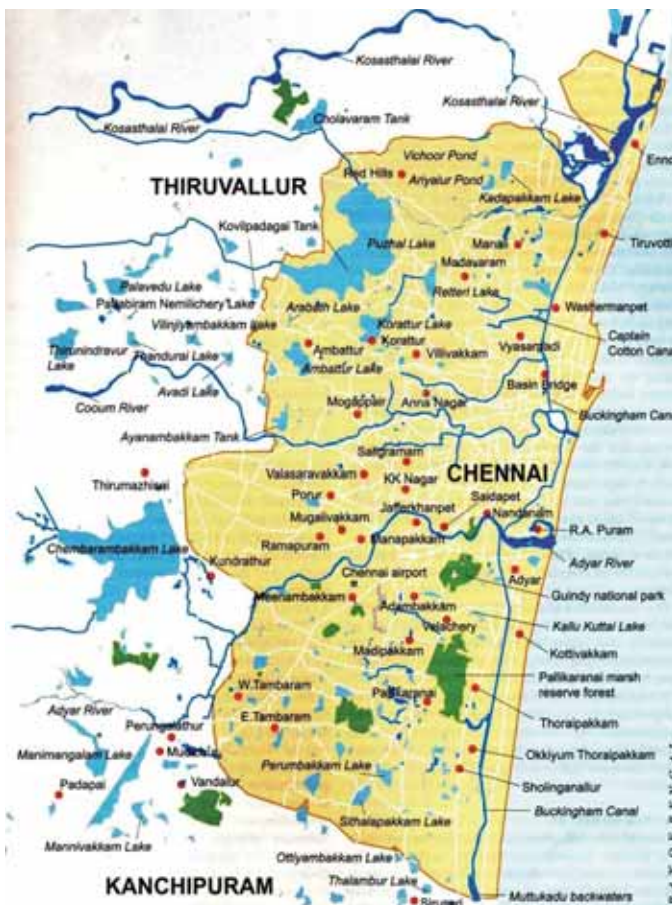 Kosasthalai River
Kosasthalai River
Kosasthalai River
Cholavaram Tank
Vichoor Pond
THIRUVALLUR
Red Hills
Ariyalur Pond
Kadapakkam Lake
Kovilpadagai Tank
Puzhal Lake
Manali
Tiruvotti
Madavaram
Palavedu Lake
Retteri Lake
Arabath Lake
Washermanpet
Vilinjiyambakkam Lake
Korattur Lake
Captain
Cotton Cana
Thirunindravur
Lake
Thandurai Lake
Ambattur
Korattur
Vyasarpadi
Villivakkam
Ambattur Lake
Avadi Lake
Basin Bridge
Cooum River
Mogappair
Anna Nagar
Buckingham Can
Ayanambakkam Tank
Saligramam
CHENNAI
Thirumazhisai
Valasaravakkam
KK Nagar
Porur
Saidapet
Jafferkhanpet
Nandanam
Mugalivakkam
R.A. Puram
Chembarambakkam Lake
Ramapuram
Manapakkam
Adyar River
Kundrathur
Chennai airport
Adyar
Meenambakkam
Guindy national park
Adambakkam
Velachery
Kallu Kuttai Lake
Madipakkam
Kottivakkam
W.Tambaram
Pallikaranai
Pallikaranai marsh
reserve forest
Adyar River
Perungalathur
E.Tambaram
Thoraipakkam
Manimangalam Lake
Okkiyum Thoraipakkam
Padapai
Vandalur
Perumbakkam Lake
Sholinganallur
Sithalapakkam Lake
Buckingham Canal
Mannivakkam Lake
Ottiyambakkam Lake
KANCHIPURAM
Thalambur Lake
Muttukadu backwaters